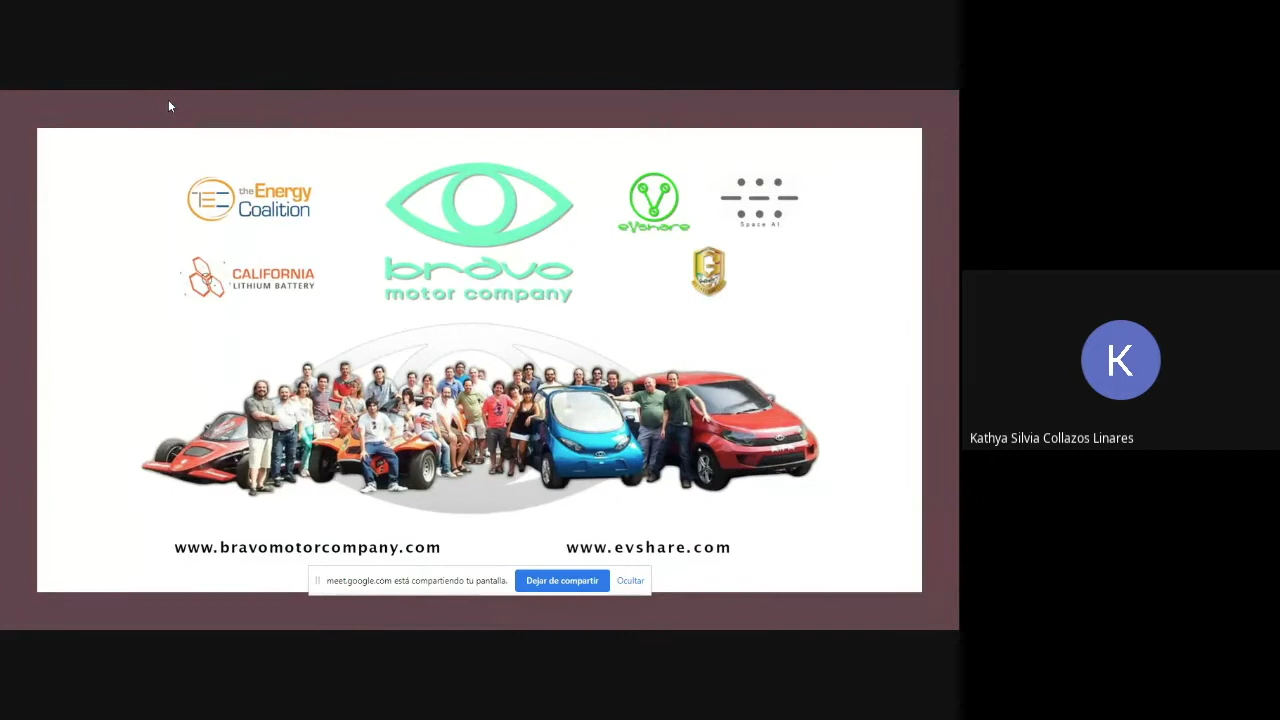 the Energy
Coalition
CALIFORNIA
LITHIUM BATTERY
bravo
motor company
evshare
Space AI
G
www.bravomotorcompany.com
www.evshare.com
meet.google.com está compartiendo tu pantalla.
Dejar de compartir
Ocultar
K
Kathya Silvia Collazos Linares